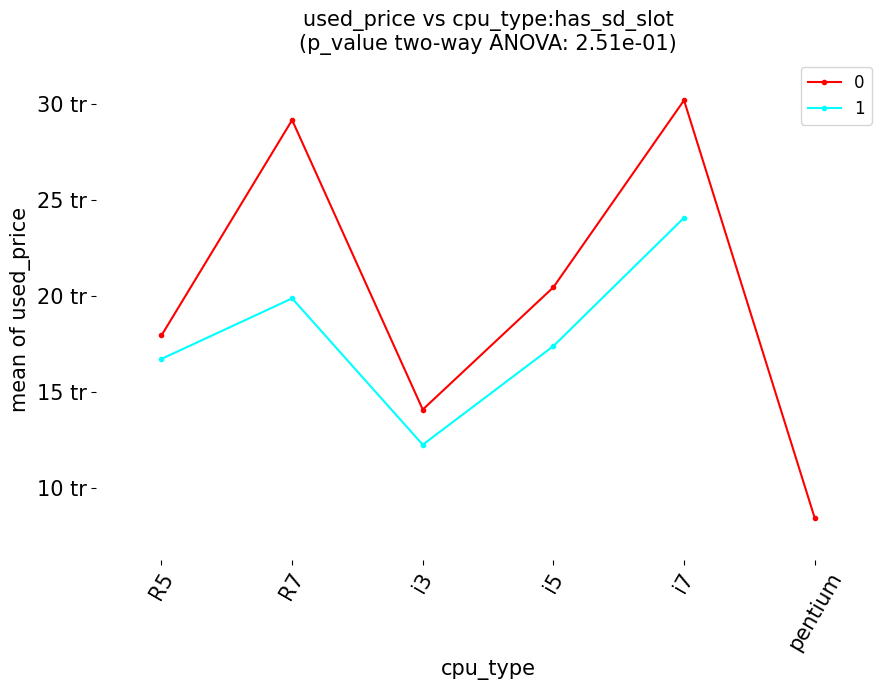 used_price vs cpu_type:has_sd_slot
(p_value two-way ANOVA: 2.51e-01)
0
1
30 tr
25 tr
20 tr
15 tr
10 tr
mean of used_price
R5
R7
i3
i5
i7
pentium
cpu_type